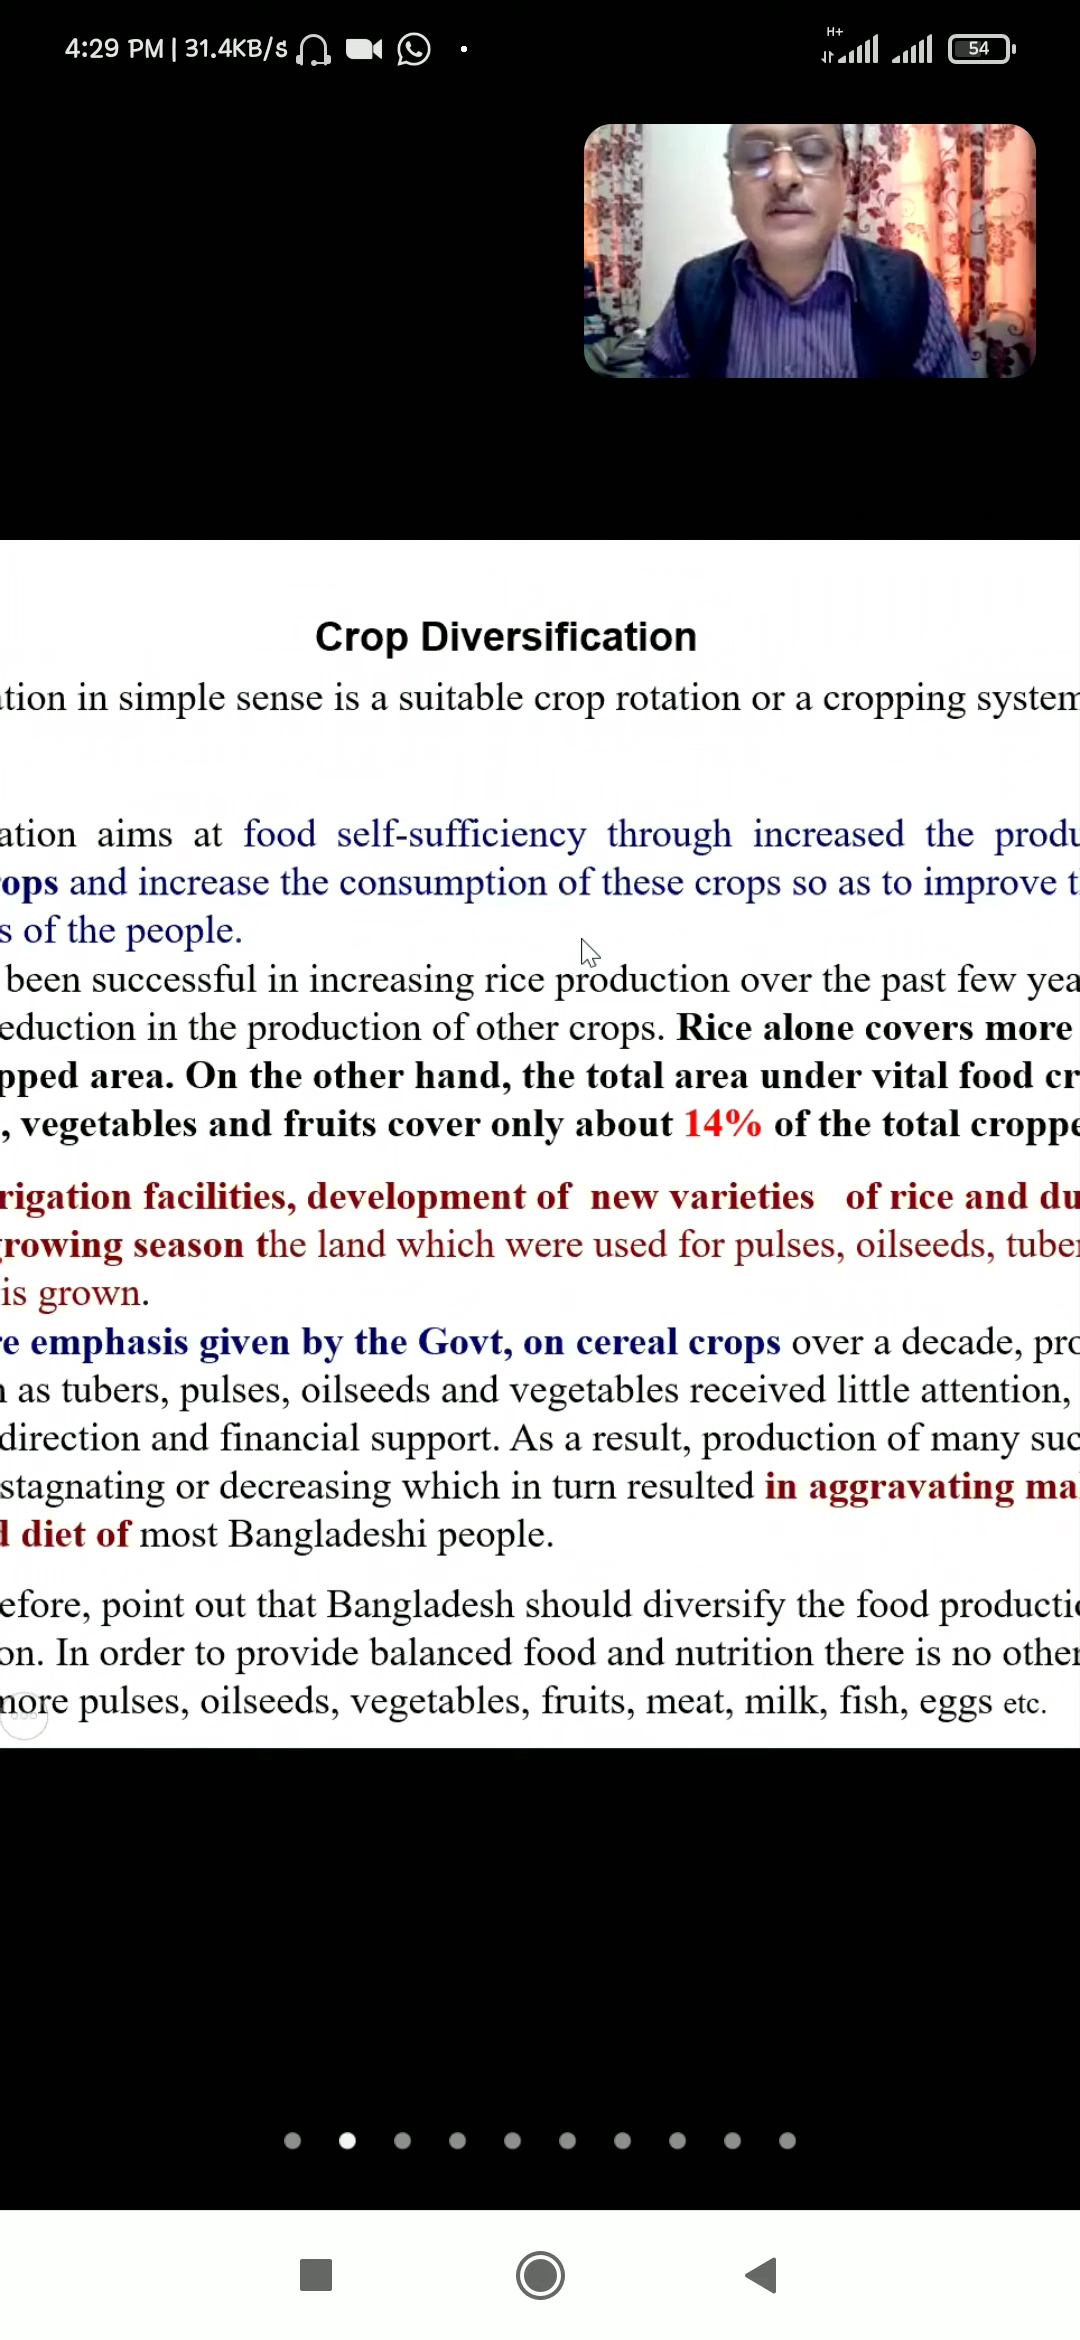 4:29 PM | 31.4KB/s
H+
54
Crop Diversification
tion in simple sense is a suitable crop rotation or a cropping system
ation aims at food self-sufficiency through increased the produ
ops and increase the consumption of these crops so as to improve t
s of the people.
been successful in increasing rice production over the past few yea
eduction in the production of other crops. Rice alone covers more
pped area. On the other hand, the total area under vital food cr
, vegetables and fruits cover only about 14% of the total croppe
rigation facilities, development of new varieties of rice and du
rowing season the land which were used for pulses, oilseeds, tuber
is grown.
re emphasis given by the Govt, on cereal crops over a decade, pro
as tubers, pulses, oilseeds and vegetables received little attention,
direction and financial support. As a result, production of many suc
stagnating or decreasing which in turn resulted in aggravating ma
d diet of most Bangladeshi people.
efore, point out that Bangladesh should diversify the food productio
on. In order to provide balanced food and nutrition there is no other
more pulses, oilseeds, vegetables, fruits, meat, milk, fish, eggs etc.